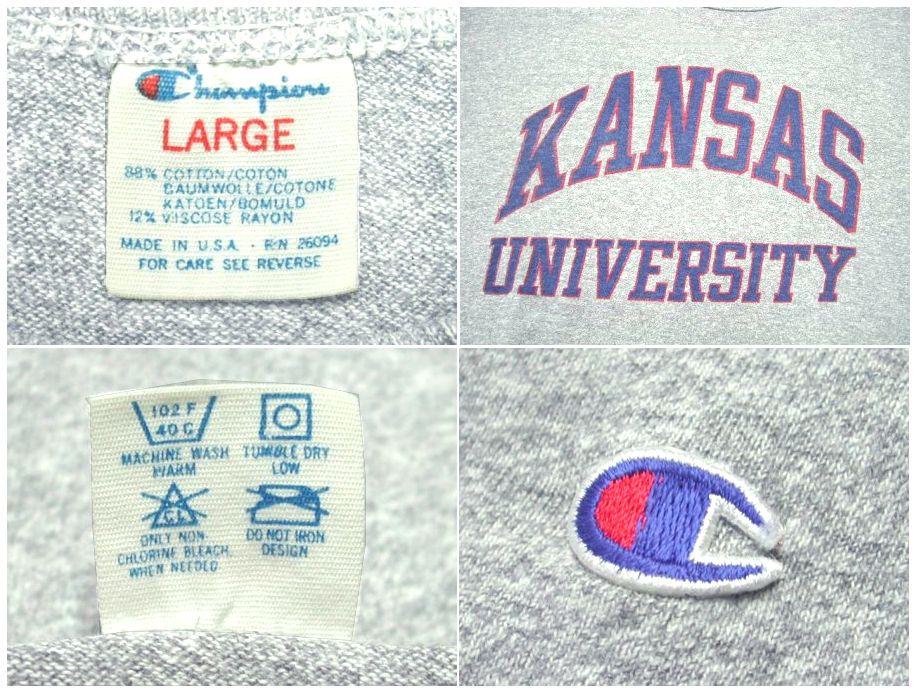 Champion
LARGE
88% COTTON/COTON
BAUMWOLLE/COTONE
KATOEN/BOMULD
12% VISCOSE RAYON
MADE IN U.S.A. · RN 26094
FOR CARE SEE REVERSE
KANSAS
UNIVERSITY
102 F
40 C
MACHINE WASH
WARM
TUMBLE DRY
LOW
CL
ONLY NON-
CHLORINE BLEACH
WHEN NEEDED
DO NOT IRON
DESIGN